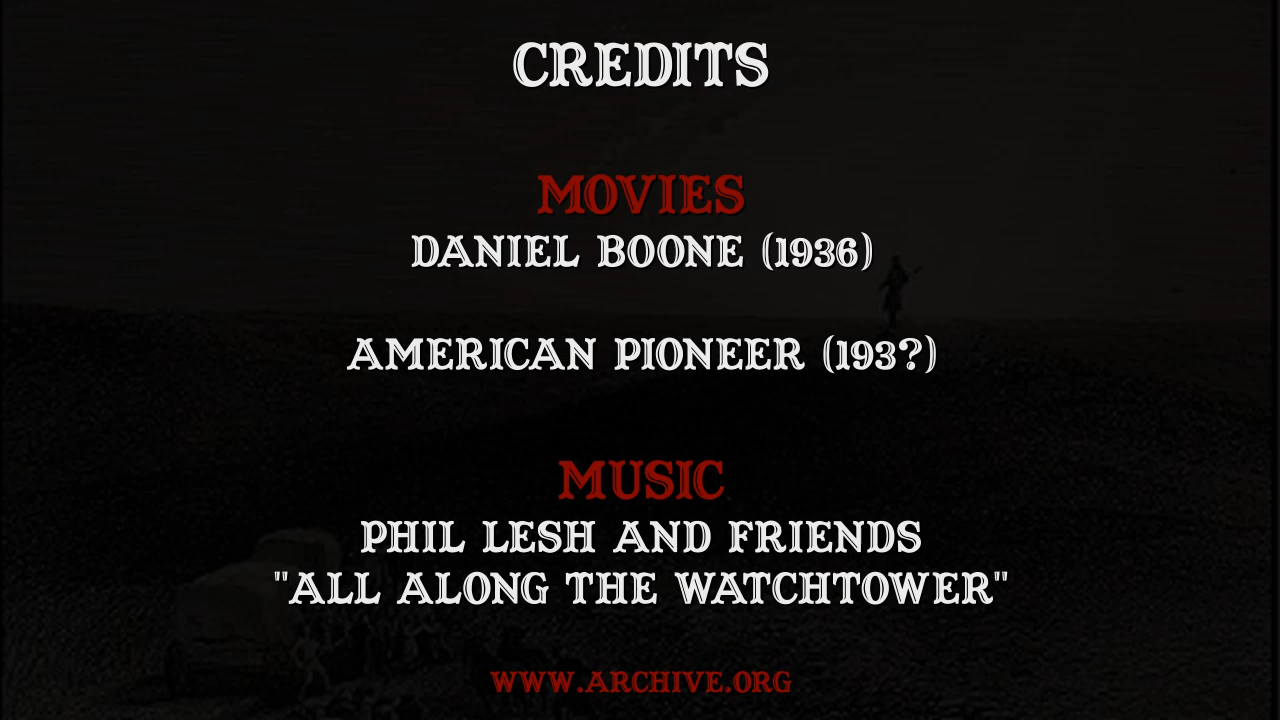 CREDITS
MOVIES
DANIEL BOONE (1936)
AMERICAN PIONEER (193?)
MUSIC
PHIL LESH AND FRIENDS
"ALL ALONG THE WATCHTOWER"
WWW.ARCHIVE.ORG